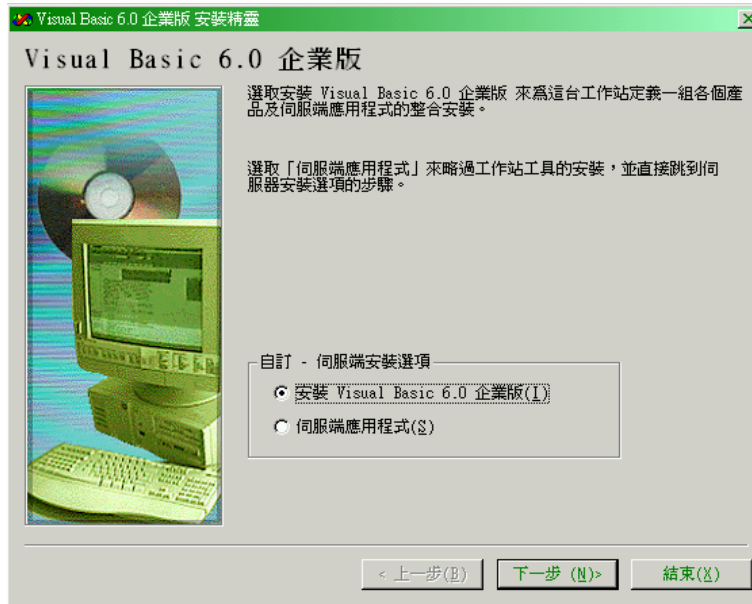 Visual Basic 6.0 企業版 安裝精靈
Visual Basic 6.0 企業版
選取安裝 Visual Basic 6.0 企業版 來為這台工作站定義一組各個產
品及伺服端應用程式的整合安裝。
選取「伺服端應用程式」來略過工作站工具的安裝，並直接跳到伺
服器安裝選項的步驟。
自訂 - 伺服端安裝選項
安裝 Visual Basic 6.0 企業版(I)
伺服端應用程式(S)
< 上一步(B)
下一步 (N)>
結束(X)